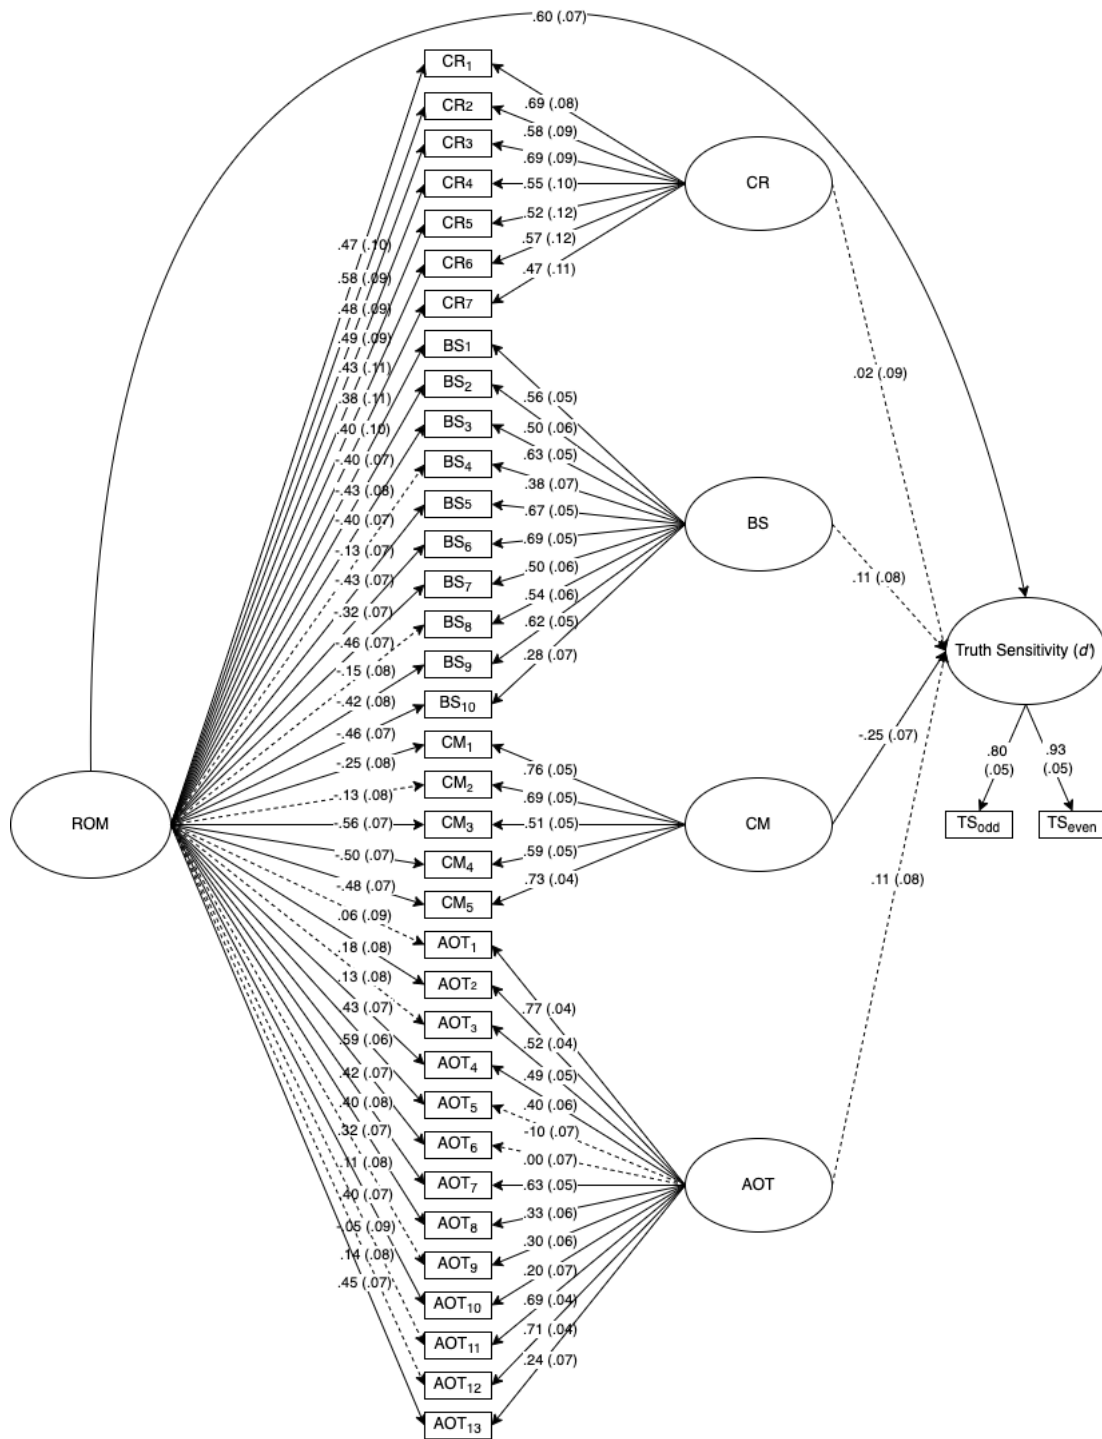 .60 (.07)
CR1
CR2
CR3
CR4
CR5
CR6
CR7
BS1
BS2
BS3
BS4
BS5
BS6
BS7
BS8
BS9
BS10
CM1
CM2
CM3
CM4
CM5
AOT1
AOT2
AOT3
AOT4
AOT5
AOT6
AOT7
AOT8
AOT9
AOT10
AOT11
AOT12
AOT13
.47 (.10)
.58 (.09)
.48 (.09)
.49 (.09)
.43 (.11)
.38 (.11)
.40 (.10)
-.40 (.07)
-.43 (.08)
-.40 (.07)
-.13 (.07)
-.43 (.07)
-.32 (.07)
-.46 (.07)
-.15 (.08)
-.42 (.08)
-.46 (.07)
-.25 (.08)
-.13 (.08)
-.56 (.07)
-.50 (.07)
-.48 (.07)
.06 (.09)
.18 (.08)
.13 (.08)
.43 (.07)
.59 (.06)
.42 (.07)
.40 (.08)
.32 (.07)
.11 (.08)
.40 (.07)
-.05 (.09)
.14 (.08)
.45 (.07)
.69 (.08)
.58 (.09)
.69 (.09)
.55 (.10)
.52 (.12)
.57 (.12)
.47 (.11)
.56 (.05)
.50 (.06)
.63 (.05)
.38 (.07)
.67 (.05)
.69 (.05)
.50 (.06)
.54 (.06)
.62 (.05)
.28 (.07)
.76 (.05)
.69 (.05)
.51 (.05)
.59 (.05)
.73 (.04)
.77 (.04)
.52 (.04)
.49 (.05)
.40 (.06)
-.10 (.07)
.00 (.07)
.63 (.05)
.33 (.06)
.30 (.06)
.20 (.07)
.69 (.04)
.71 (.04)
.24 (.07)
ROM
CR
BS
CM
AOT
.02 (.09)
.11 (.08)
-.25 (.07)
.11 (.08)
Truth Sensitivity (d')
.80
(.05)
.93
(.05)
TSodd
TSeven